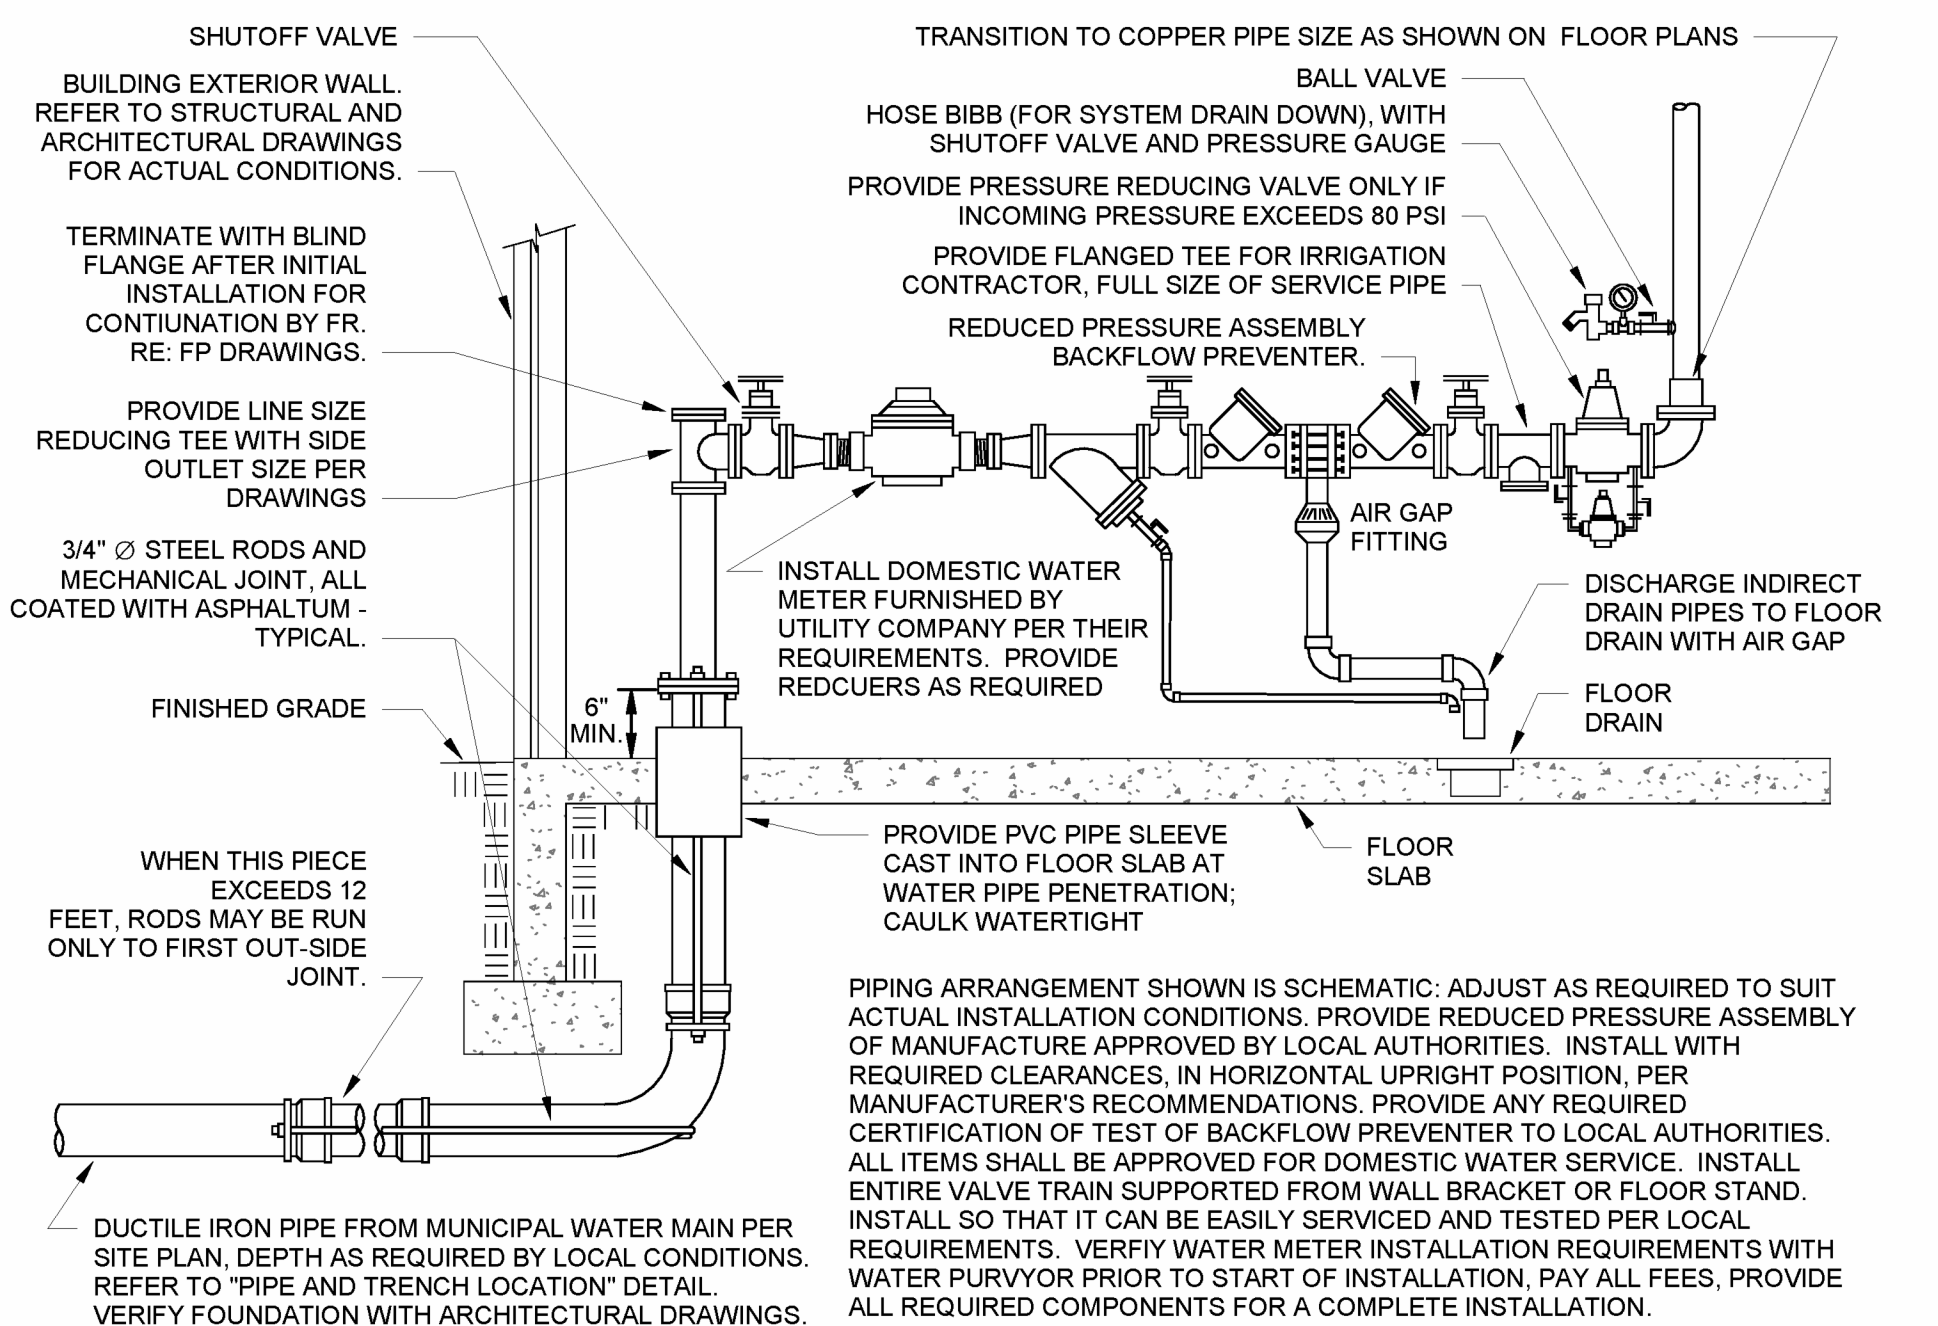 SHUTOFF VALVE
BUILDING EXTERIOR WALL.
REFER TO STRUCTURAL AND
ARCHITECTURAL DRAWINGS
FOR ACTUAL CONDITIONS.
TERMINATE WITH BLIND
FLANGE AFTER INITIAL
INSTALLATION FOR
CONTIUNATION BY FR.
RE: FP DRAWINGS.
PROVIDE LINE SIZE
REDUCING TEE WITH SIDE
OUTLET SIZE PER
DRAWINGS
3/4" ∅ STEEL RODS AND
MECHANICAL JOINT, ALL
COATED WITH ASPHALTUM -
TYPICAL.
FINISHED GRADE
6"
MIN.
WHEN THIS PIECE
EXCEEDS 12
FEET, RODS MAY BE RUN
ONLY TO FIRST OUT-SIDE
JOINT.
DUCTILE IRON PIPE FROM MUNICIPAL WATER MAIN PER
SITE PLAN, DEPTH AS REQUIRED BY LOCAL CONDITIONS.
REFER TO "PIPE AND TRENCH LOCATION" DETAIL.
VERIFY FOUNDATION WITH ARCHITECTURAL DRAWINGS.
TRANSITION TO COPPER PIPE SIZE AS SHOWN ON FLOOR PLANS
BALL VALVE
HOSE BIBB (FOR SYSTEM DRAIN DOWN), WITH
SHUTOFF VALVE AND PRESSURE GAUGE
PROVIDE PRESSURE REDUCING VALVE ONLY IF
INCOMING PRESSURE EXCEEDS 80 PSI
PROVIDE FLANGED TEE FOR IRRIGATION
CONTRACTOR, FULL SIZE OF SERVICE PIPE
REDUCED PRESSURE ASSEMBLY
BACKFLOW PREVENTER.
AIR GAP
FITTING
INSTALL DOMESTIC WATER
METER FURNISHED BY
UTILITY COMPANY PER THEIR
REQUIREMENTS. PROVIDE
REDCUERS AS REQUIRED
DISCHARGE INDIRECT
DRAIN PIPES TO FLOOR
DRAIN WITH AIR GAP
FLOOR
DRAIN
PROVIDE PVC PIPE SLEEVE
CAST INTO FLOOR SLAB AT
WATER PIPE PENETRATION;
CAULK WATERTIGHT
FLOOR
SLAB
PIPING ARRANGEMENT SHOWN IS SCHEMATIC: ADJUST AS REQUIRED TO SUIT
ACTUAL INSTALLATION CONDITIONS. PROVIDE REDUCED PRESSURE ASSEMBLY
OF MANUFACTURE APPROVED BY LOCAL AUTHORITIES. INSTALL WITH
REQUIRED CLEARANCES, IN HORIZONTAL UPRIGHT POSITION, PER
MANUFACTURER'S RECOMMENDATIONS. PROVIDE ANY REQUIRED
CERTIFICATION OF TEST OF BACKFLOW PREVENTER TO LOCAL AUTHORITIES.
ALL ITEMS SHALL BE APPROVED FOR DOMESTIC WATER SERVICE. INSTALL
ENTIRE VALVE TRAIN SUPPORTED FROM WALL BRACKET OR FLOOR STAND.
INSTALL SO THAT IT CAN BE EASILY SERVICED AND TESTED PER LOCAL
REQUIREMENTS. VERFIY WATER METER INSTALLATION REQUIREMENTS WITH
WATER PURVYOR PRIOR TO START OF INSTALLATION, PAY ALL FEES, PROVIDE
ALL REQUIRED COMPONENTS FOR A COMPLETE INSTALLATION.